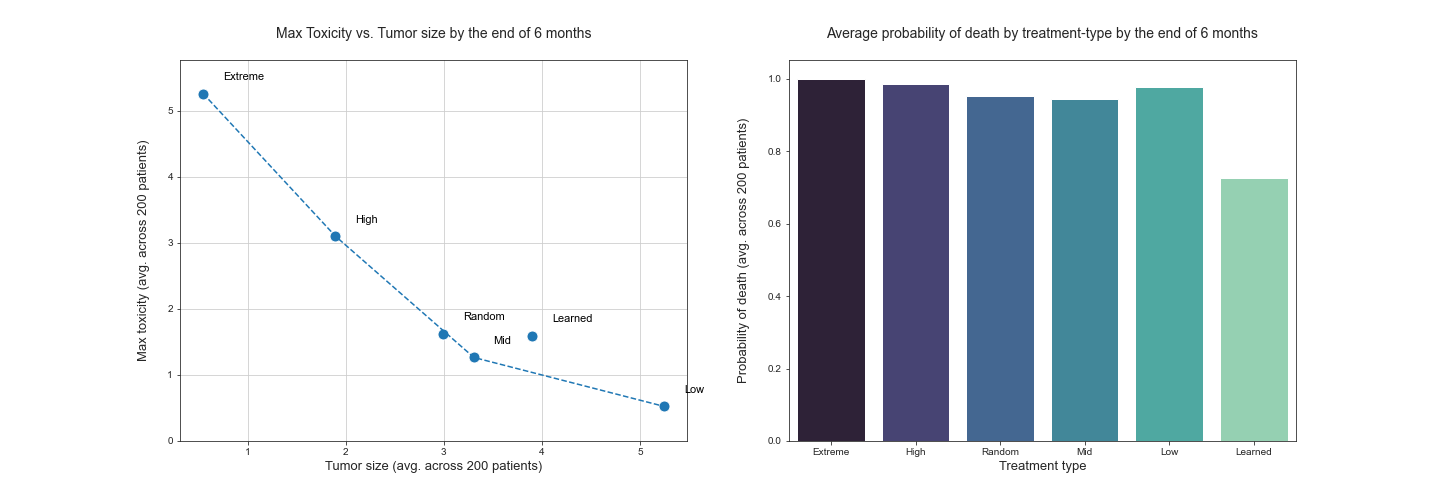 Max Toxicity vs. Tumor size by the end of 6 months
Max toxicity (avg. across 200 patients)
5
4
3
2
1
0
Extreme
High
Random
Mid
Learned
Low
1 2 3 4 5
Tumor size (avg. across 200 patients)
Average probability of death by treatment-type by the end of 6 months
Probability of death (avg. across 200 patients)
1.0
0.8
0.6
0.4
0.2
0.0
Extreme High Random Mid Low Learned
Treatment type